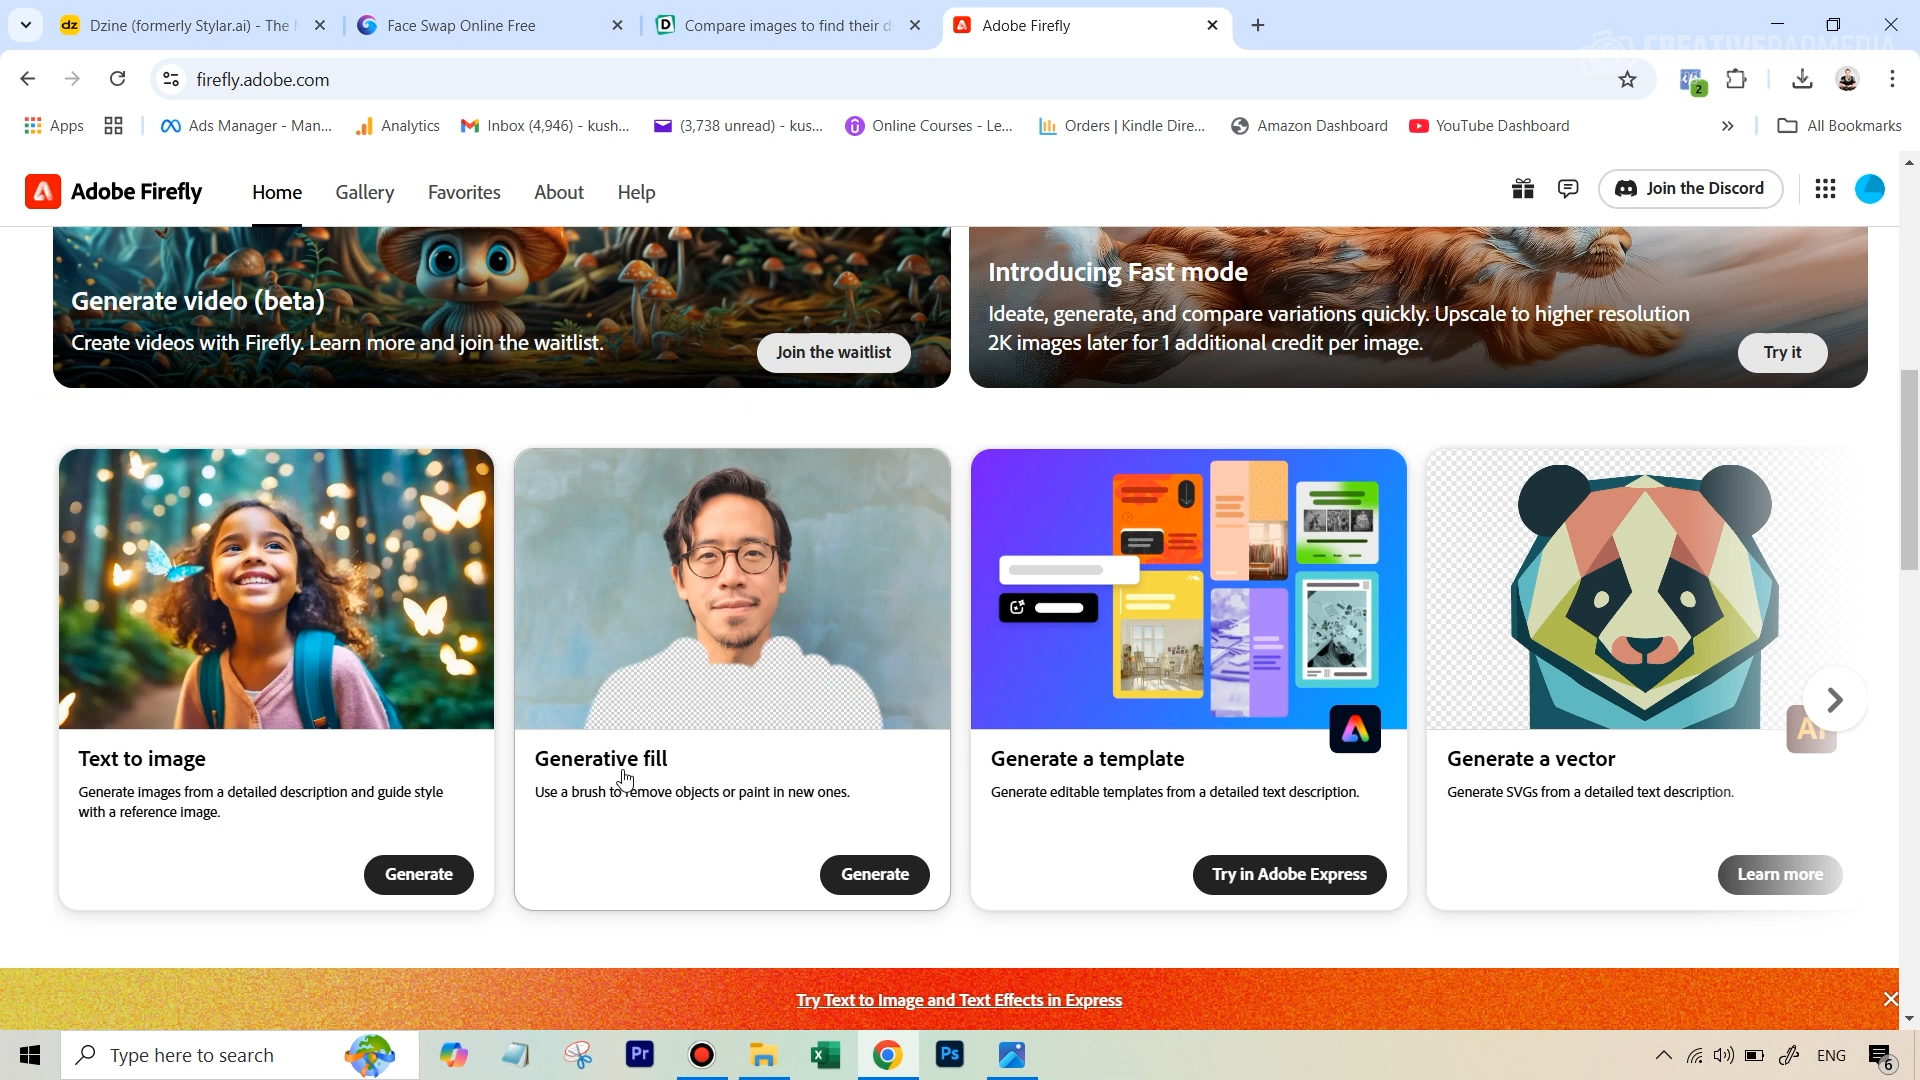 dz Dzine (formerly Stylar.ai) - The
Face Swap Online Free
D Compare images to find their d
Adobe Firefly
CREATIVEDADMEDIA
firefly.adobe.com
2
Apps
Ads Manager - Man...
Analytics
Inbox (4,946) - kush...
(3,738 unread) - kus...
Online Courses - Le...
Orders | Kindle Dire...
Amazon Dashboard
YouTube Dashboard
All Bookmarks
Adobe Firefly
Home
Gallery
Favorites
About
Help
Join the Discord
Generate video (beta)
Create videos with Firefly. Learn more and join the waitlist.
Join the waitlist
Introducing Fast mode
Ideate, generate, and compare variations quickly. Upscale to higher resolution
2K images later for 1 additional credit per image.
Try it
Text to image
Generate images from a detailed description and guide style
with a reference image.
Generate
Generative fill
Use a brush to remove objects or paint in new ones.
Generate
Generate a template
Generate editable templates from a detailed text description.
Try in Adobe Express
Ai
Generate a vector
Generate SVGs from a detailed text description.
Learn more
Try Text to Image and Text Effects in Express
Type here to search
Pr
Ps
ENG
6